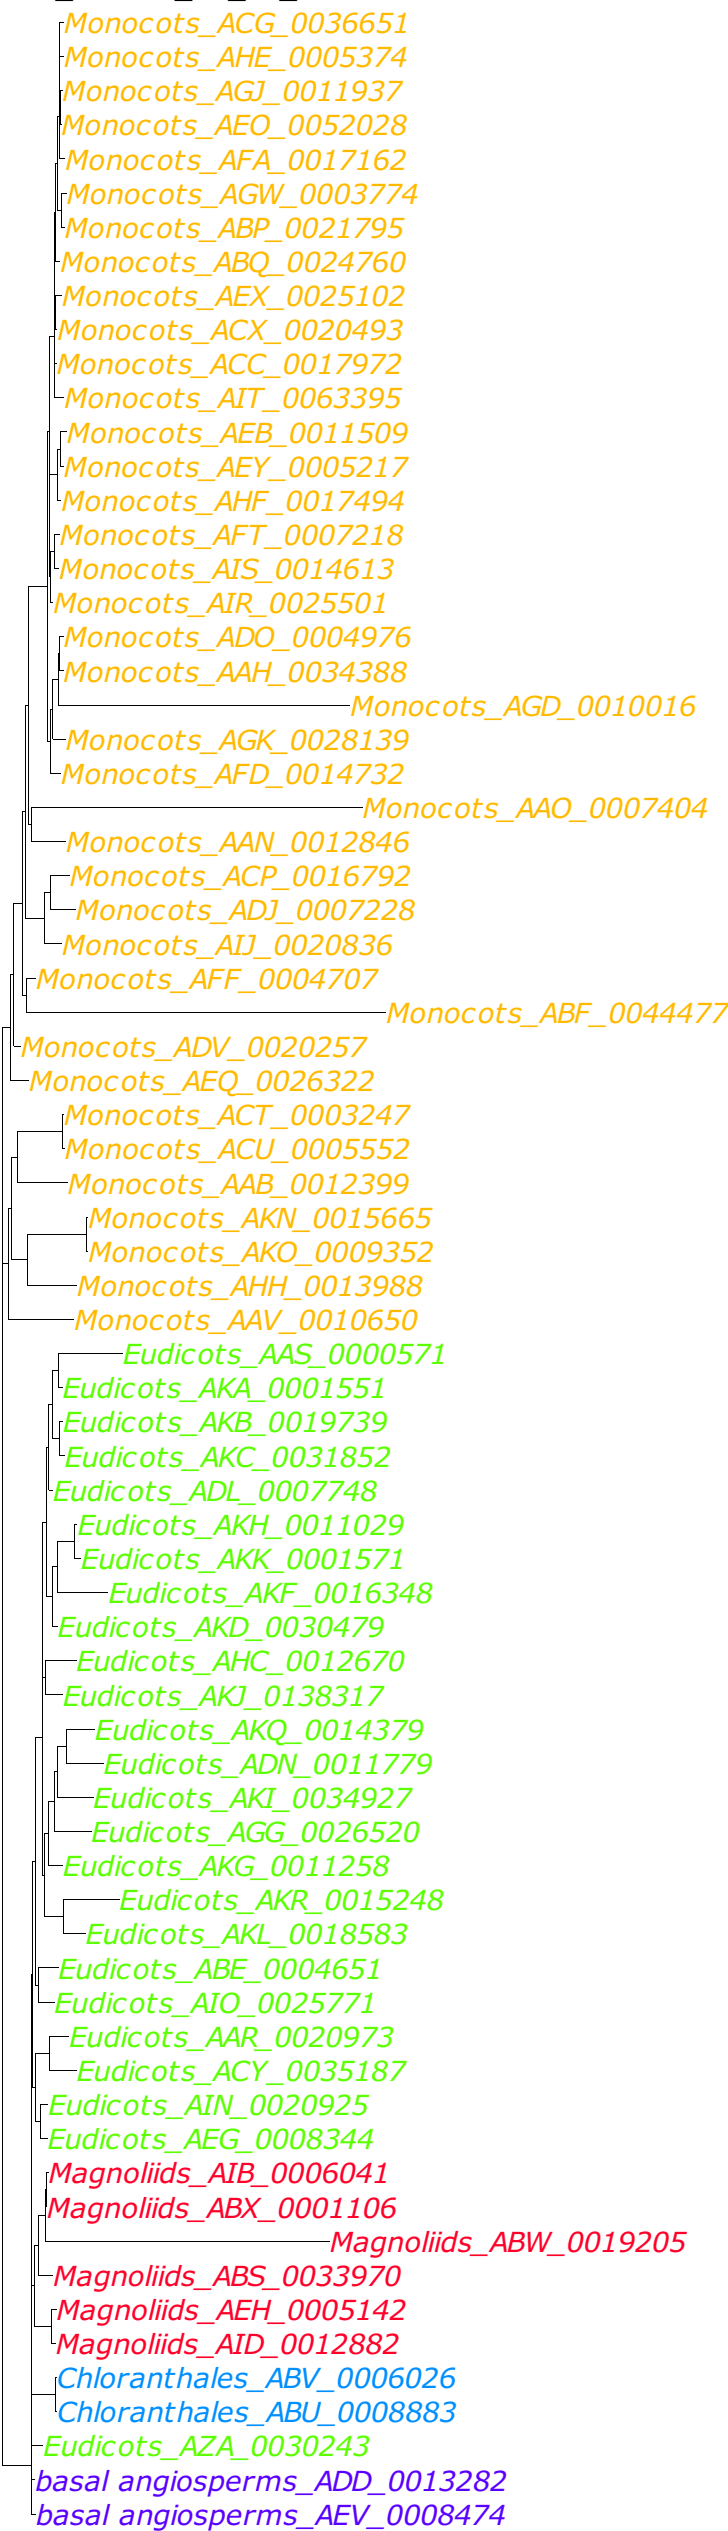 Monocots_ACG_0036651
Monocots_AHE_0005374
Monocots_AGJ_0011937
Monocots_AEO_0052028
Monocots_AFA_0017162
Monocots_AGW_0003774
Monocots_ABP_0021795
Monocots_ABQ_0024760
Monocots_AEX_0025102
Monocots_ACX_0020493
Monocots_ACC_0017972
Monocots_AIT_0063395
Monocots_AEB_0011509
Monocots_AEY_0005217
Monocots_AHF_0017494
Monocots_AFT_0007218
Monocots_AIS_0014613
Monocots_AIR_0025501
Monocots_ADO_0004976
Monocots_AAH_0034388
Monocots_AGD_0010016
Monocots_AGK_0028139
Monocots_AFD_0014732
Monocots_AAO_0007404
Monocots_AAN_0012846
Monocots_ACP_0016792
Monocots_ADJ_0007228
Monocots_AIJ_0020836
Monocots_AFF_0004707
Monocots_ABF_0044477
Monocots_ADV_0020257
Monocots_AEQ_0026322
Monocots_ACT_0003247
Monocots_ACU_0005552
Monocots_AAB_0012399
Monocots_AKN_0015665
Monocots_AKO_0009352
Monocots_AHH_0013988
Monocots_AAV_0010650
Eudicots_AAS_0000571
Eudicots_AKA_0001551
Eudicots_AKB_0019739
Eudicots_AKC_0031852
Eudicots_ADL_0007748
Eudicots_AKH_0011029
Eudicots_AKK_0001571
Eudicots_AKF_0016348
Eudicots_AKD_0030479
Eudicots_AHC_0012670
Eudicots_AKJ_0138317
Eudicots_AKQ_0014379
Eudicots_ADN_0011779
Eudicots_AKI_0034927
Eudicots_AGG_0026520
Eudicots_AKG_0011258
Eudicots_AKR_0015248
Eudicots_AKL_0018583
Eudicots_ABE_0004651
Eudicots_AIO_0025771
Eudicots_AAR_0020973
Eudicots_ACY_0035187
Eudicots_AIN_0020925
Eudicots_AEG_0008344
Magnoliids_AIB_0006041
Magnoliids_ABX_0001106
Magnoliids_ABW_0019205
Magnoliids_ABS_0033970
Magnoliids_AEH_0005142
Magnoliids_AID_0012882
Chloranthales_ABV_0006026
Chloranthales_ABU_0008883
Eudicots_AZA_0030243
basal angiosperms_ADD_0013282
basal angiosperms_AEV_0008474